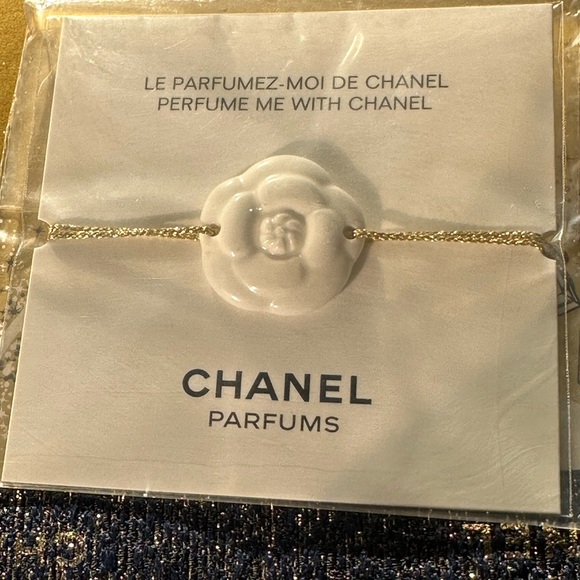 LE PARFUMEZ-MOI DE CHANEL
PERFUME ME WITH CHANEL
CHANEL
PARFUMS